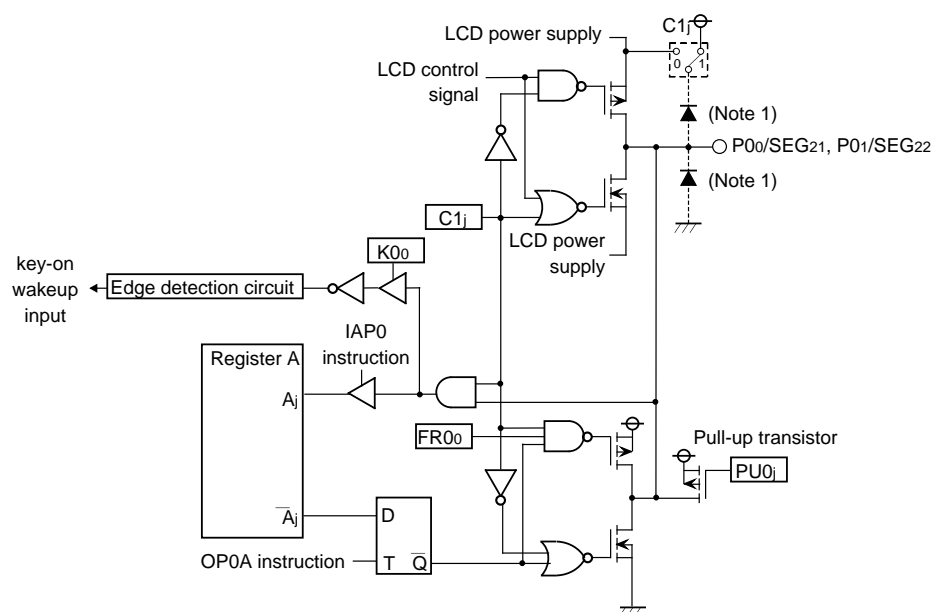 LCD power supply
C1j
0 1
LCD control
signal
(Note 1)
P00/SEG21, P01/SEG22
(Note 1)
C1j
LCD power
supply
K00
key-on
wakeup
input
Edge detection circuit
IAP0
instruction
Register A
Aj
FR00
Pull-up transistor
PU0j
A̅j
D
OP0A instruction
T Q̅